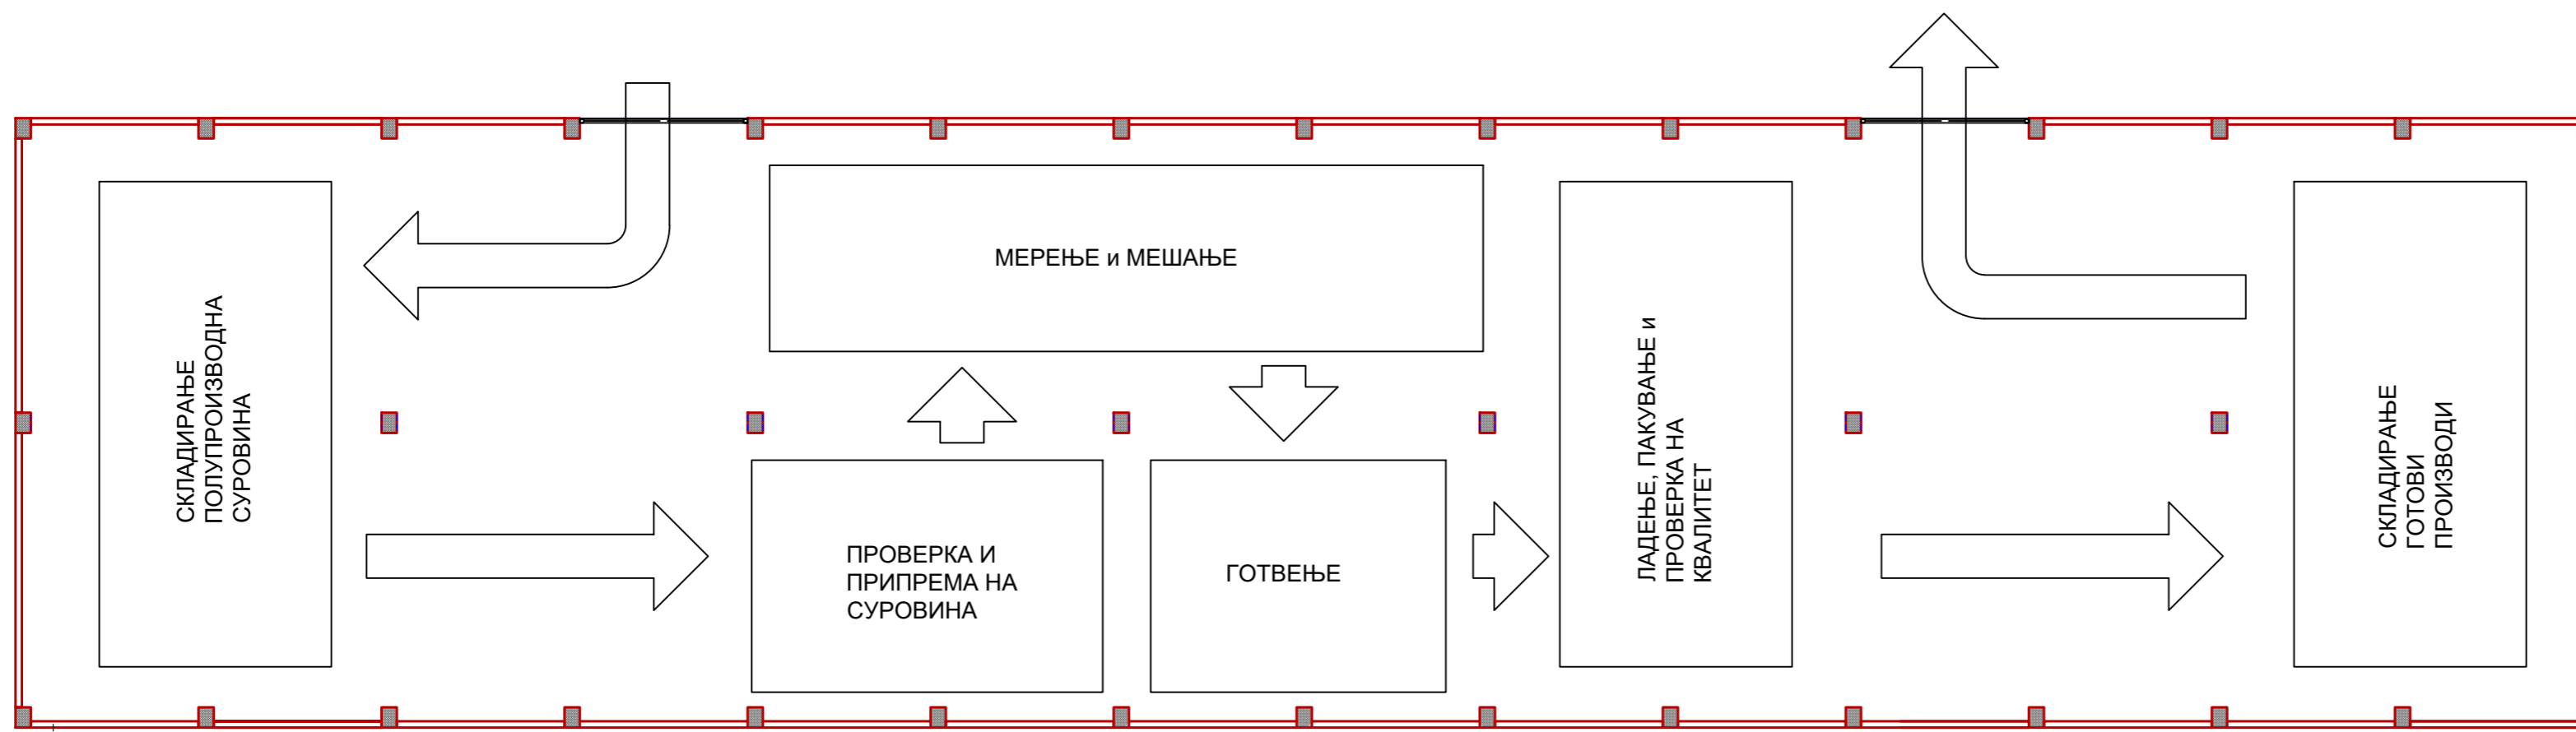 СКЛАДИРАЊЕ
ПОЛУПРОИЗВОДНА
СУРОВИНА
МЕРЕЊЕ и МЕШАЊЕ
ПРОВЕРКА И
ПРИПРЕМА НА
СУРОВИНА
ГОТВЕЊЕ
ЛАДЕЊЕ, ПАКУВАЊЕ и
ПРОВЕРКА НА
КВАЛИТЕТ
СКЛАДИРАЊЕ
ГОТОВИ
ПРОИЗВОДИ